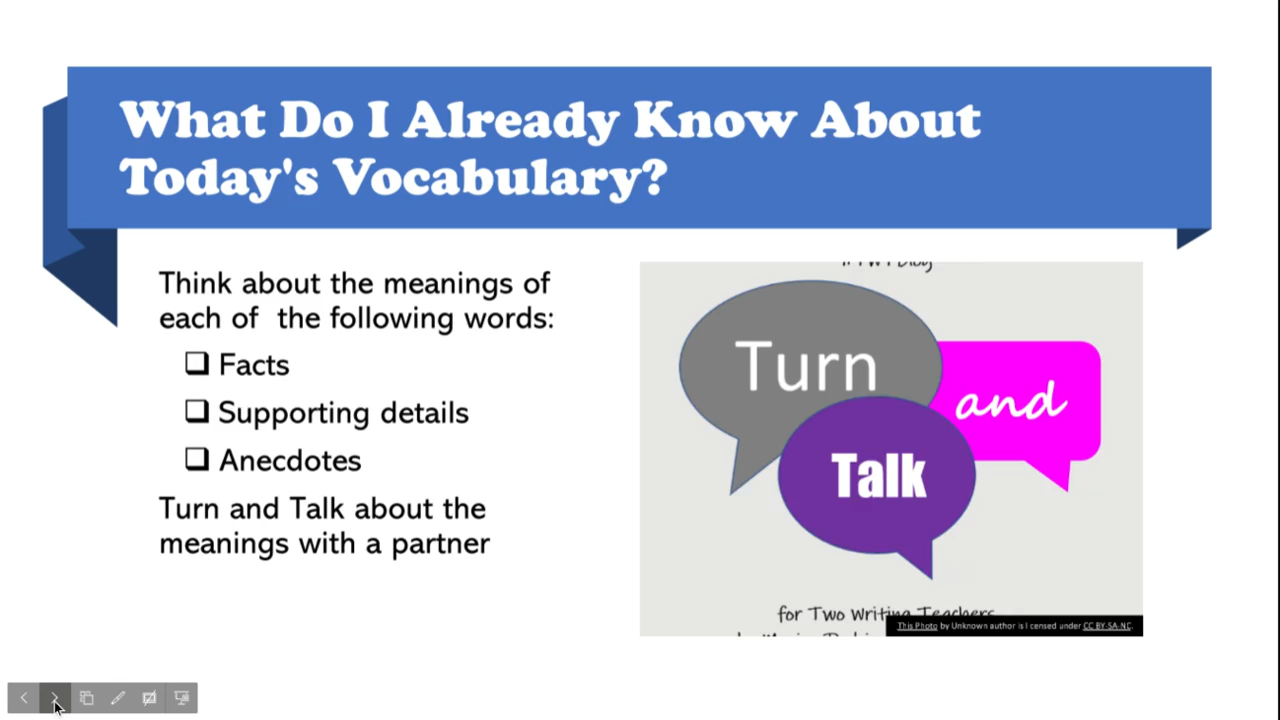 What Do I Already Know About
Today's Vocabulary?
Think about the meanings of
each of the following words:
Facts
Supporting details
Anecdotes
Turn and Talk about the
meanings with a partner
Turn
and
Talk
for Two Writing Teachers
This Photo by Unknown author is licensed under CC BY-SA-NC.